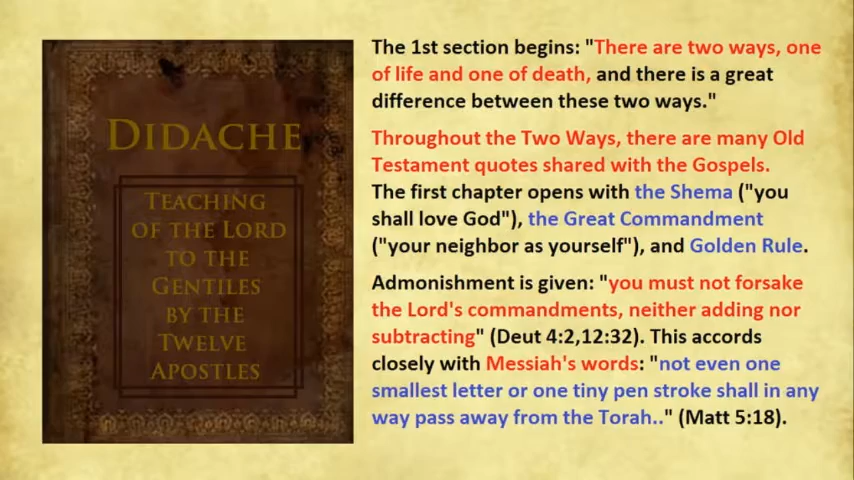 DIDACHE
TEACHING
OF THE LORD
TO THE
GENTILES
BY THE
TWELVE
APOSTLES
The 1st section begins: "There are two ways, one
of life and one of death, and there is a great
difference between these two ways."
Throughout the Two Ways, there are many Old
Testament quotes shared with the Gospels.
The first chapter opens with the Shema ("you
shall love God"), the Great Commandment
("your neighbor as yourself"), and Golden Rule.
Admonishment is given: "you must not forsake
the Lord's commandments, neither adding nor
subtracting" (Deut 4:2,12:32). This accords
closely with Messiah's words: "not even one
smallest letter or one tiny pen stroke shall in any
way pass away from the Torah.." (Matt 5:18).